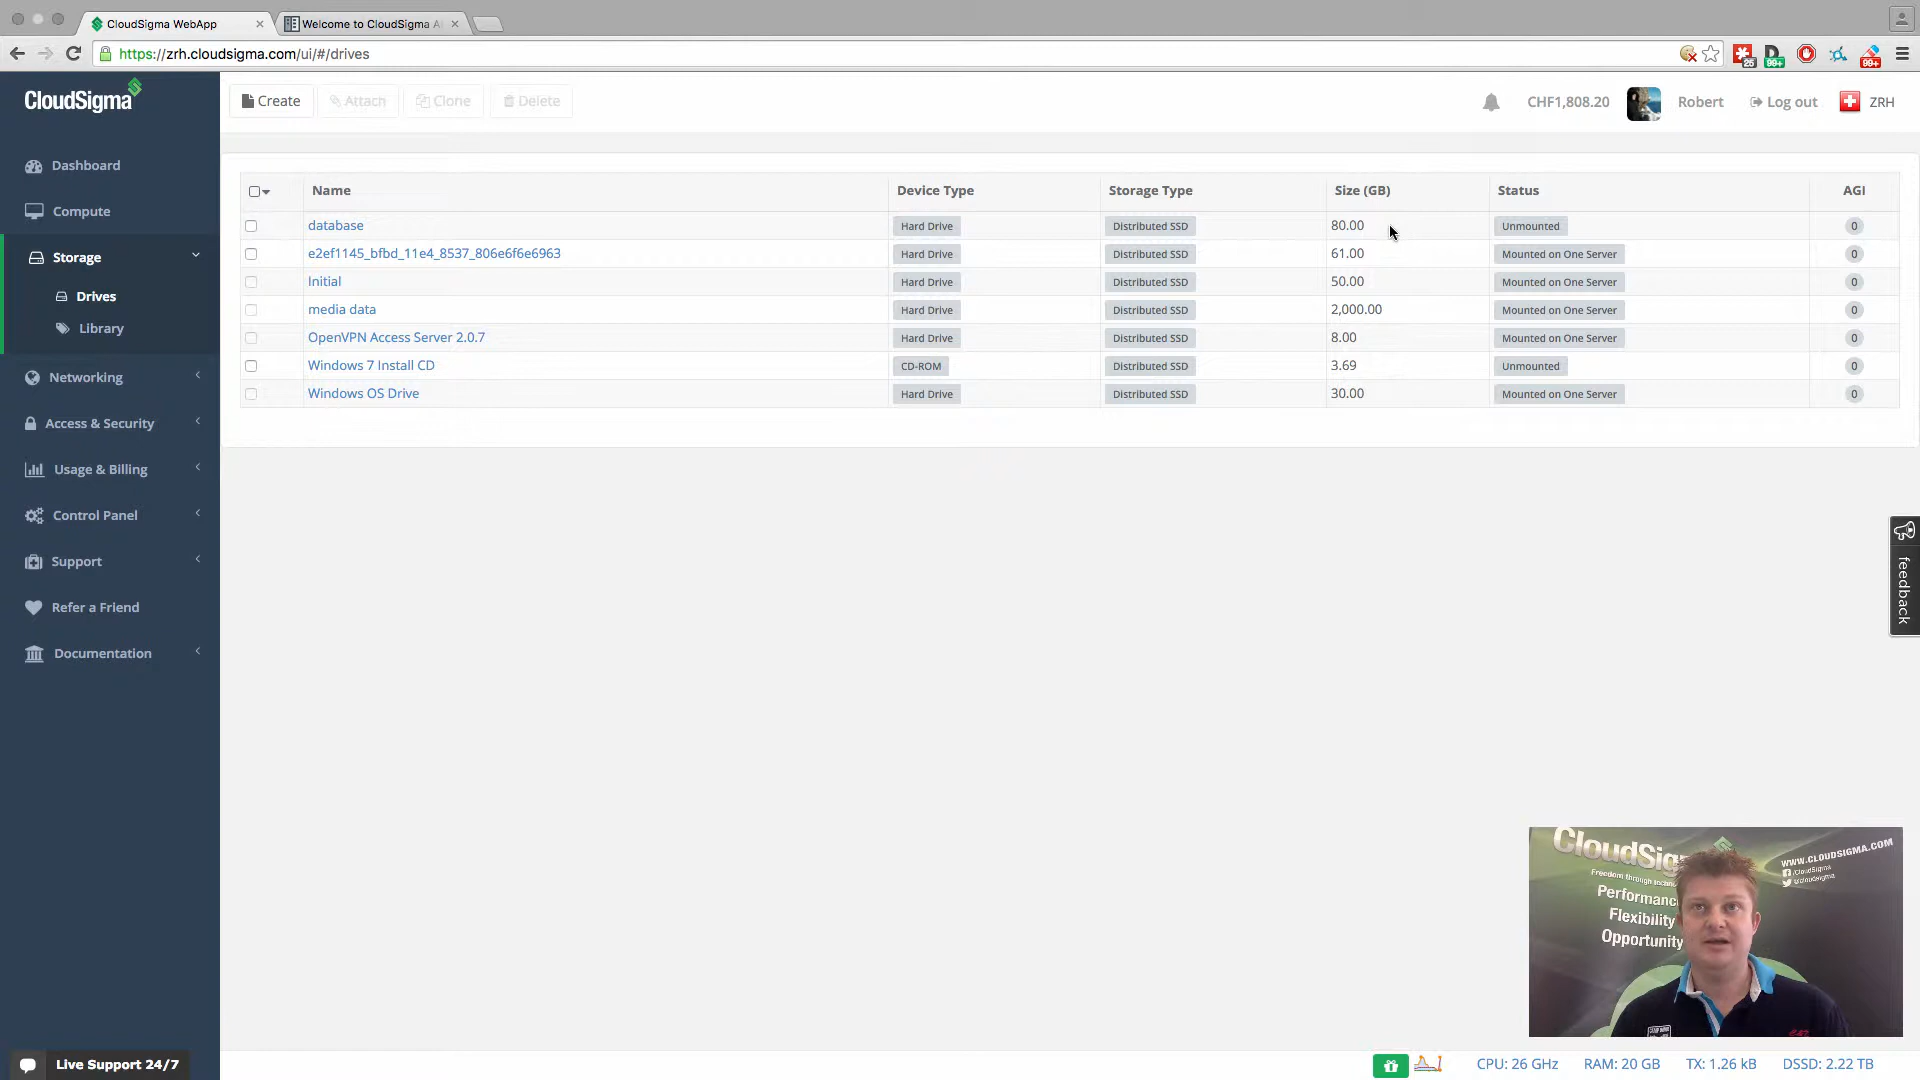 CloudSigma WebApp
Welcome to CloudSigma A
https://zrh.cloudsigma.com/ui/#/drives
25
99+
99+
CloudSigma
Create
Attach
Clone
Delete
CHF1,808.20
Robert
Log out
ZRH
Dashboard
Compute
Storage
Drives
Library
Networking
Access & Security
Usage & Billing
Control Panel
Support
Refer a Friend
Documentation
Name Device Type Storage Type Size (GB) Status AGI
database Hard Drive Distributed SSD 80.00 Unmounted 0
e2ef1145_bfbd_11e4_8537_806e6f6e6963 Hard Drive Distributed SSD 61.00 Mounted on One Server 0
Initial Hard Drive Distributed SSD 50.00 Mounted on One Server 0
media data Hard Drive Distributed SSD 2,000.00 Mounted on One Server 0
OpenVPN Access Server 2.0.7 Hard Drive Distributed SSD 8.00 Mounted on One Server 0
Windows 7 Install CD CD-ROM Distributed SSD 3.69 Unmounted 0
Windows OS Drive Hard Drive Distributed SSD 30.00 Mounted on One Server 0
feedback
CloudSig
Freedom through techn
Performanc
Flexibility
Opportunity
WWW.CLOUDSIGMA.COM
/CloudSigma
@cloudsigma
Live Support 24/7
CPU: 26 GHz
RAM: 20 GB
TX: 1.26 kB
DSSD: 2.22 TB